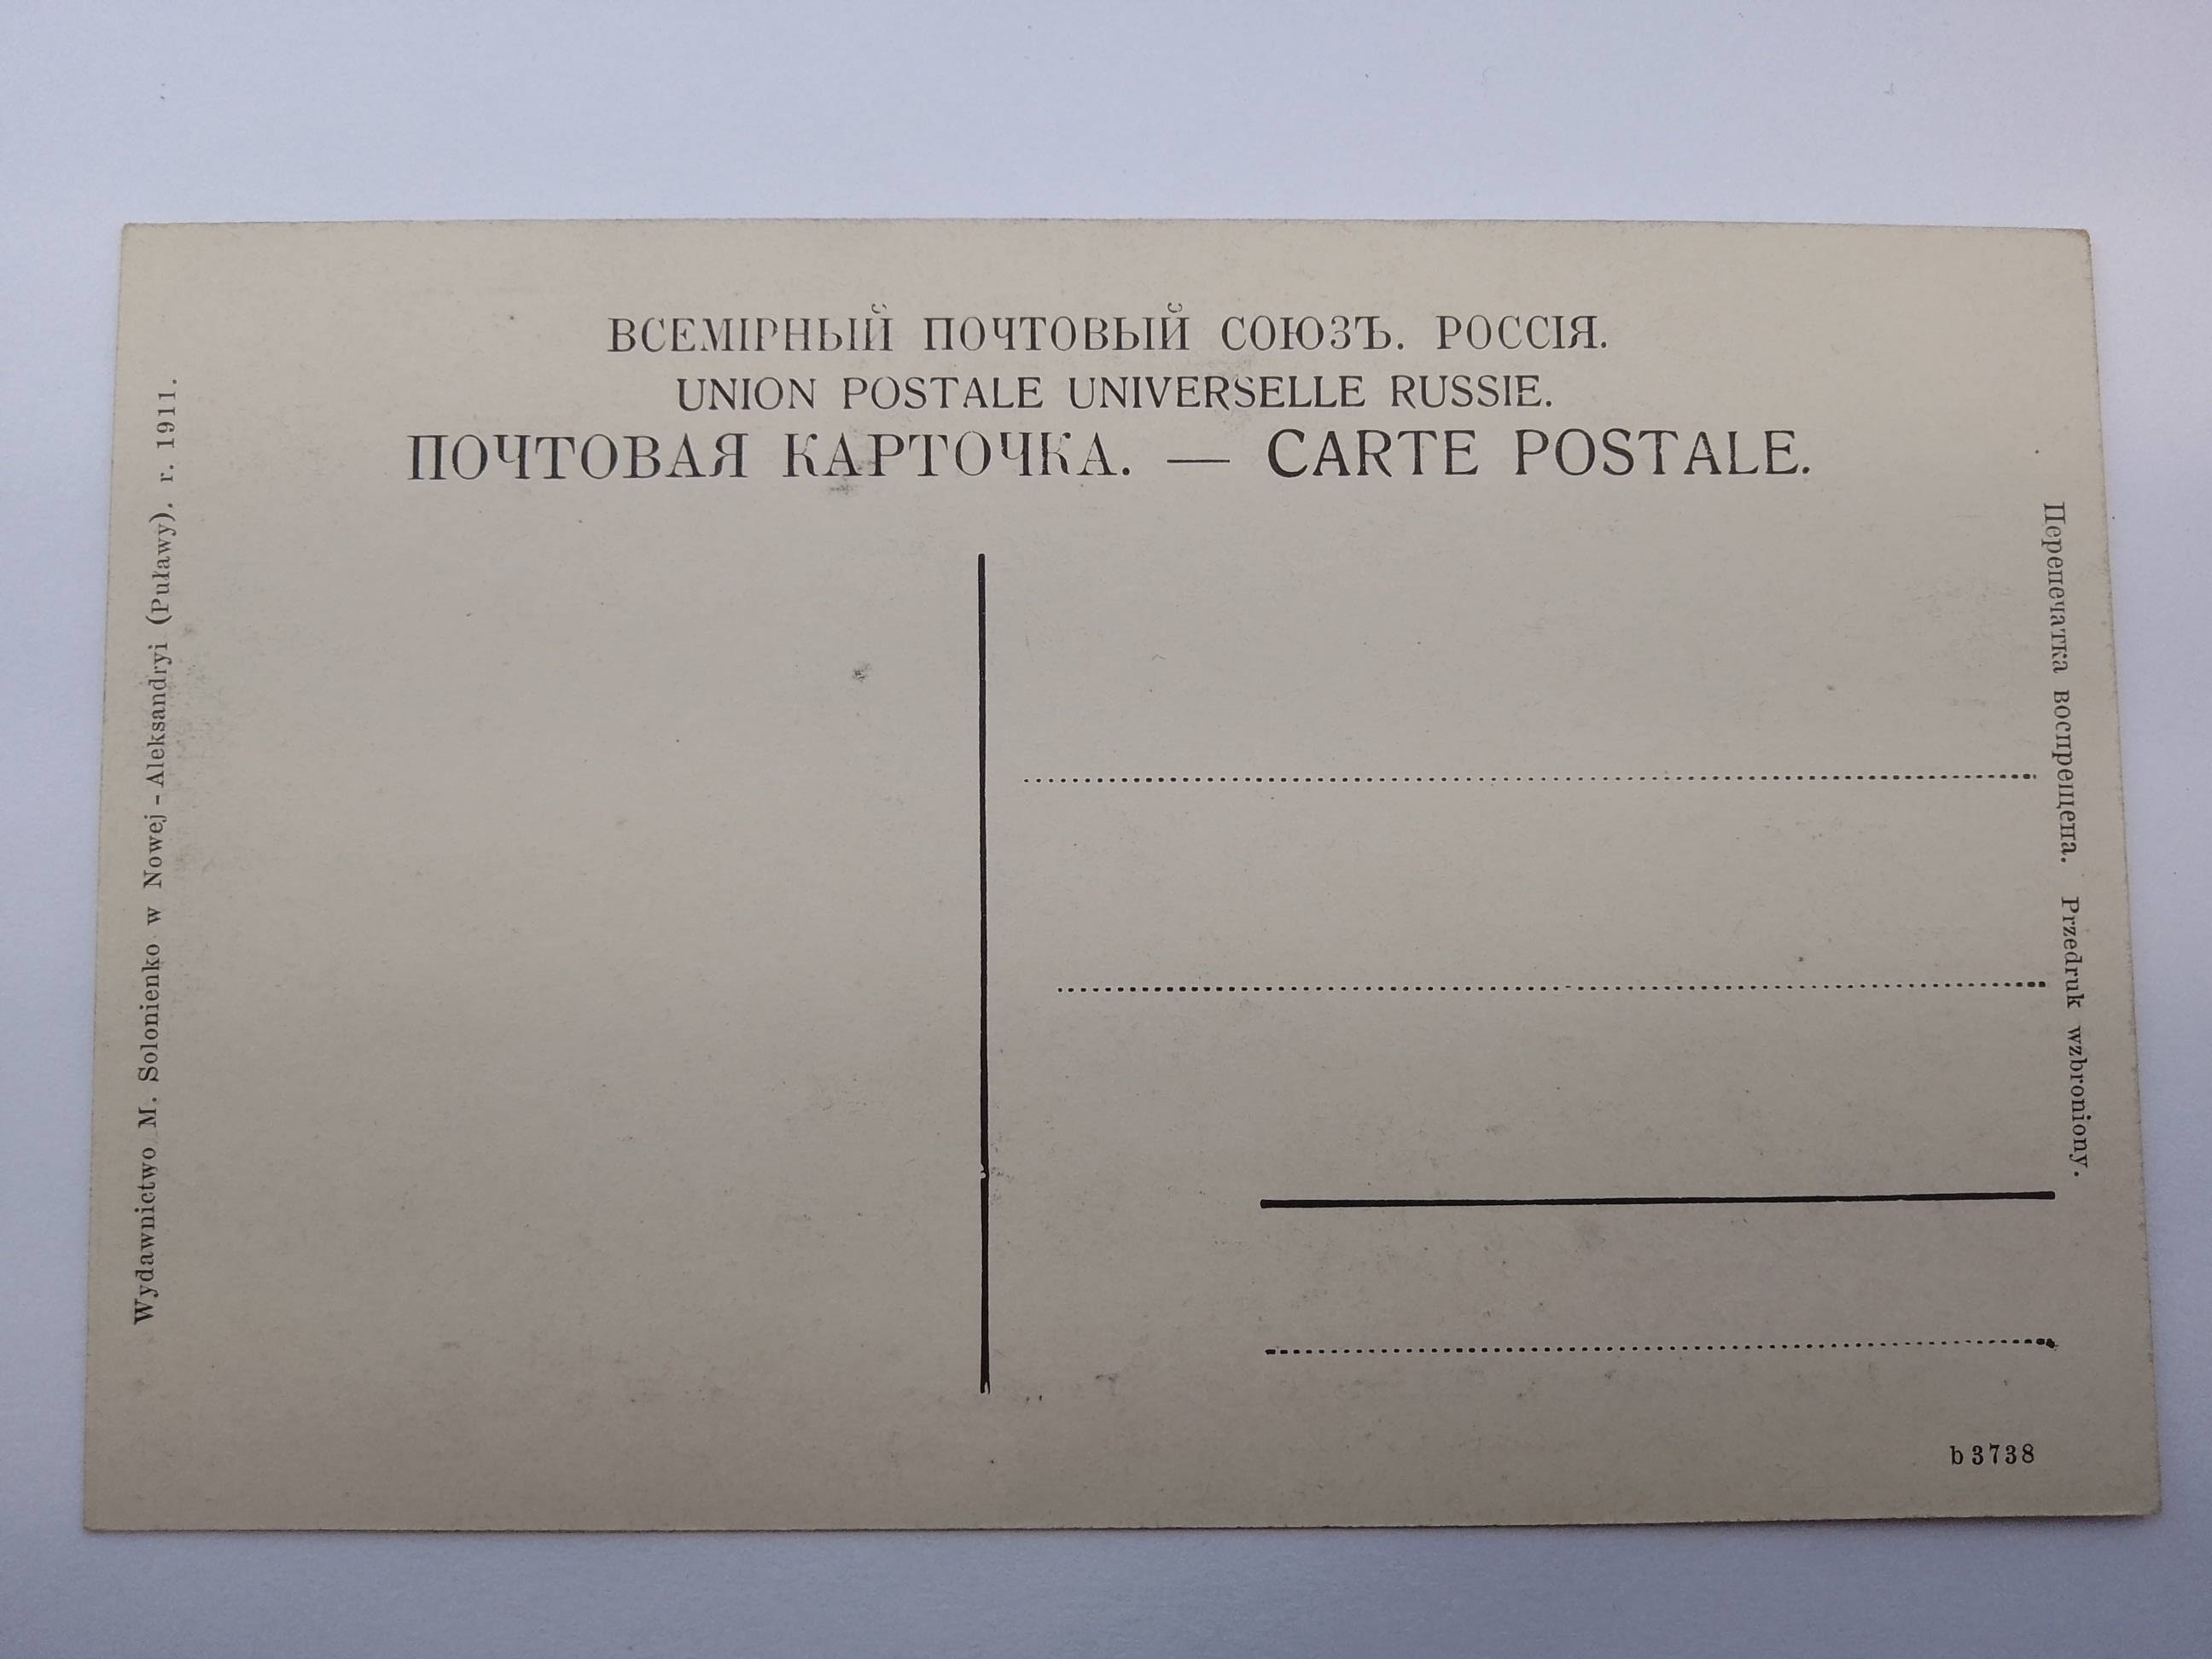 ВСЕМІРНЫЙ ПОЧТОВЫЙ СОЮЗЪ. РОССІЯ.
UNION POSTALE UNIVERSELLE RUSSIE.
ПОЧТОВАЯ КАРТОЧКА. — CARTE POSTALE.
Wydawnictwo M. Solonienko w Nowej - Aleksandryi (Puławy). r. 1911.
Перепечатка воспрещена. Przedruk wzbroniony.
b 3738